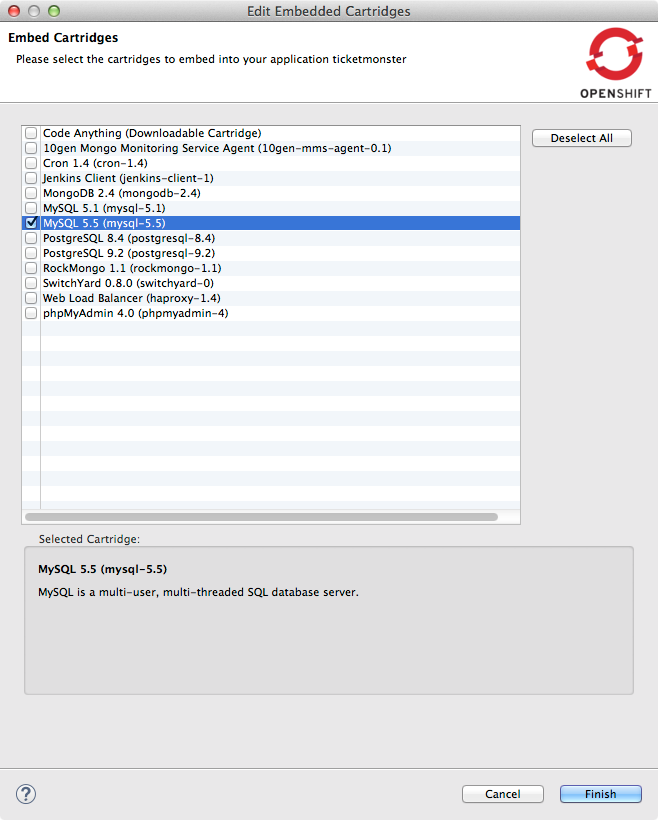 Edit Embedded Cartridges
Embed Cartridges
Please select the cartridges to embed into your application ticketmonster
OPENSHIFT
Code Anything (Downloadable Cartridge)
Deselect All
10gen Mongo Monitoring Service Agent (10gen-mms-agent-0.1)
Cron 1.4 (cron-1.4)
Jenkins Client (jenkins-client-1)
MongoDB 2.4 (mongodb-2.4)
MySQL 5.1 (mysql-5.1)
MySQL 5.5 (mysql-5.5)
PostgreSQL 8.4 (postgresql-8.4)
PostgreSQL 9.2 (postgresql-9.2)
RockMongo 1.1 (rockmongo-1.1)
SwitchYard 0.8.0 (switchyard-0)
Web Load Balancer (haproxy-1.4)
phpMyAdmin 4.0 (phpmyadmin-4)
Selected Cartridge:
MySQL 5.5 (mysql-5.5)
MySQL is a multi-user, multi-threaded SQL database server.
?
Cancel
Finish